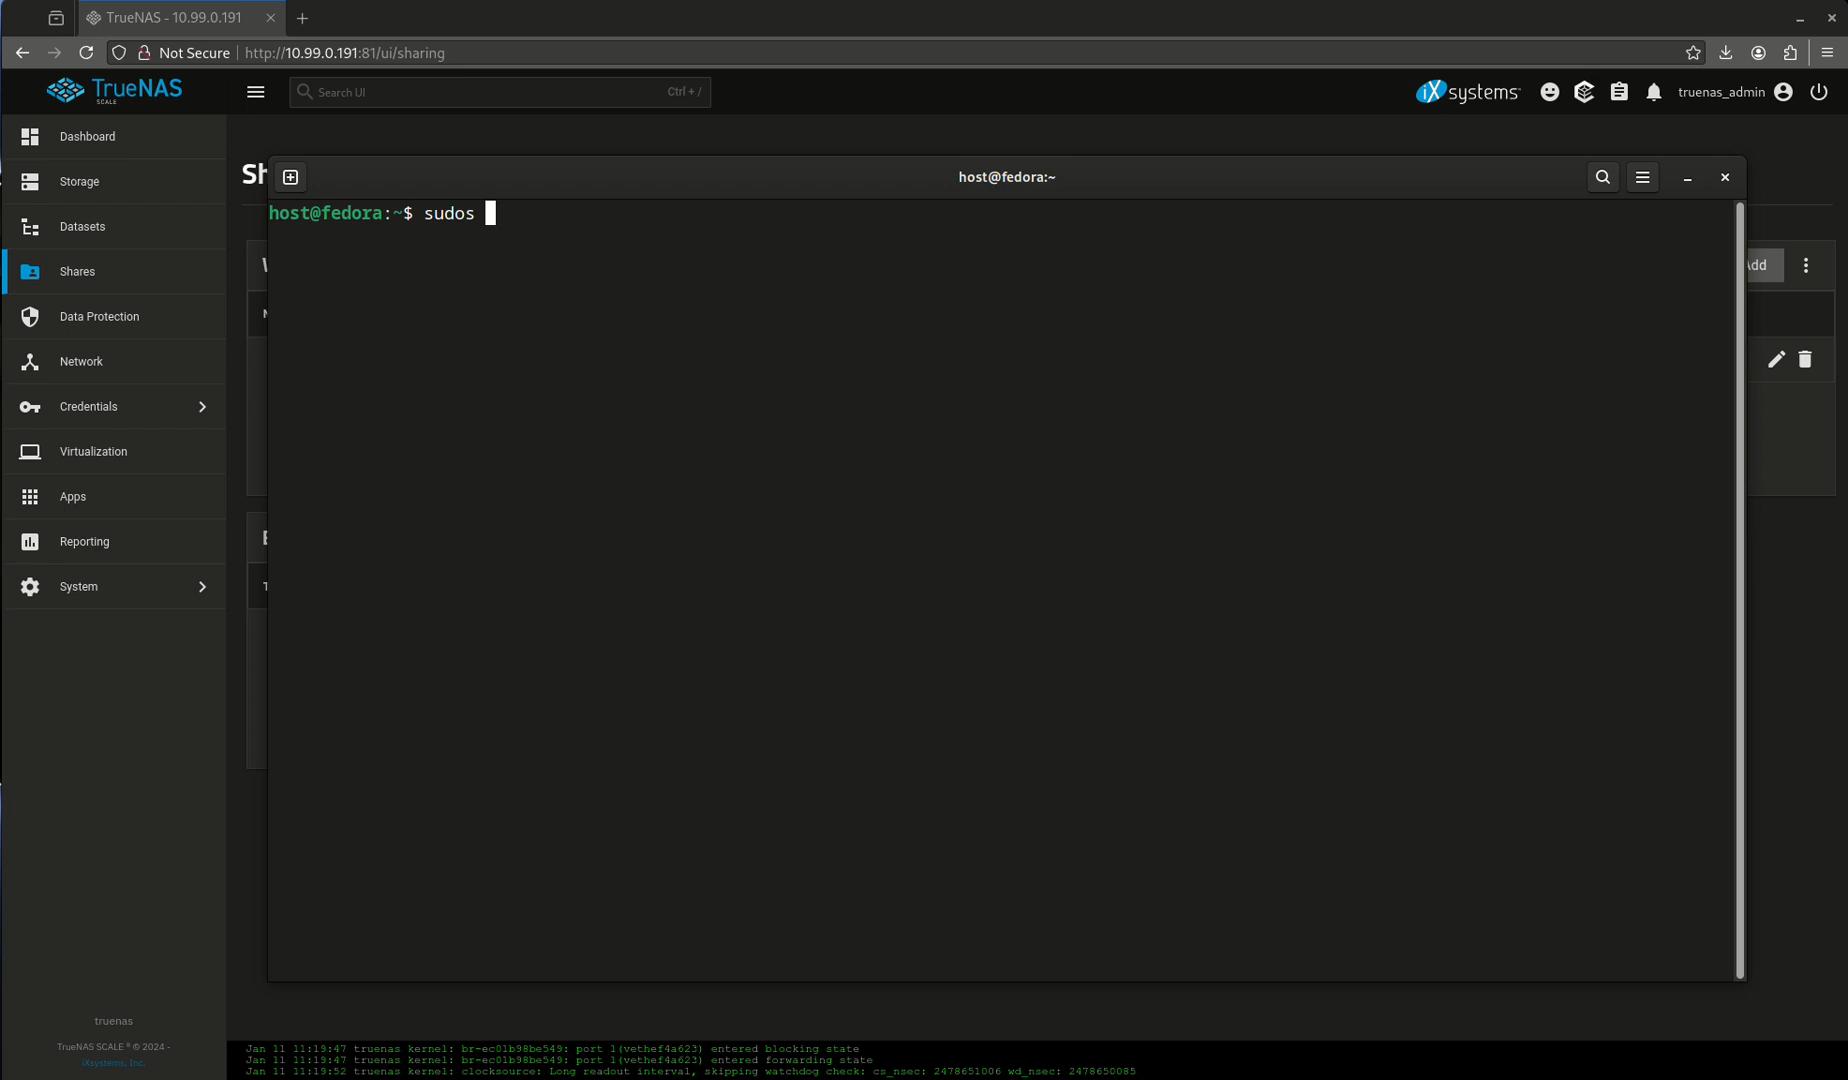 TrueNAS - 10.99.0.191
Not Secure http://10.99.0.191:81/ui/sharing
TrueNAS
SCALE
Search UI
Ctrl + /
iXsystems
truenas_admin
Dashboard
Storage
Datasets
Shares
Data Protection
Network
Credentials
Virtualization
Apps
Reporting
System
Sh
host@fedora:~
host@fedora:~$ sudos
dd
truenas
TrueNAS SCALE ® © 2024 -
iXsystems, Inc.
Jan 11 11:19:47 truenas kernel: br-ec01b98be549: port 1(vethef4a623) entered blocking state
Jan 11 11:19:47 truenas kernel: br-ec01b98be549: port 1(vethef4a623) entered forwarding state
Jan 11 11:19:52 truenas kernel: clocksource: Long readout interval, skipping watchdog check: cs_nsec: 2478651006 wd_nsec: 2478650085